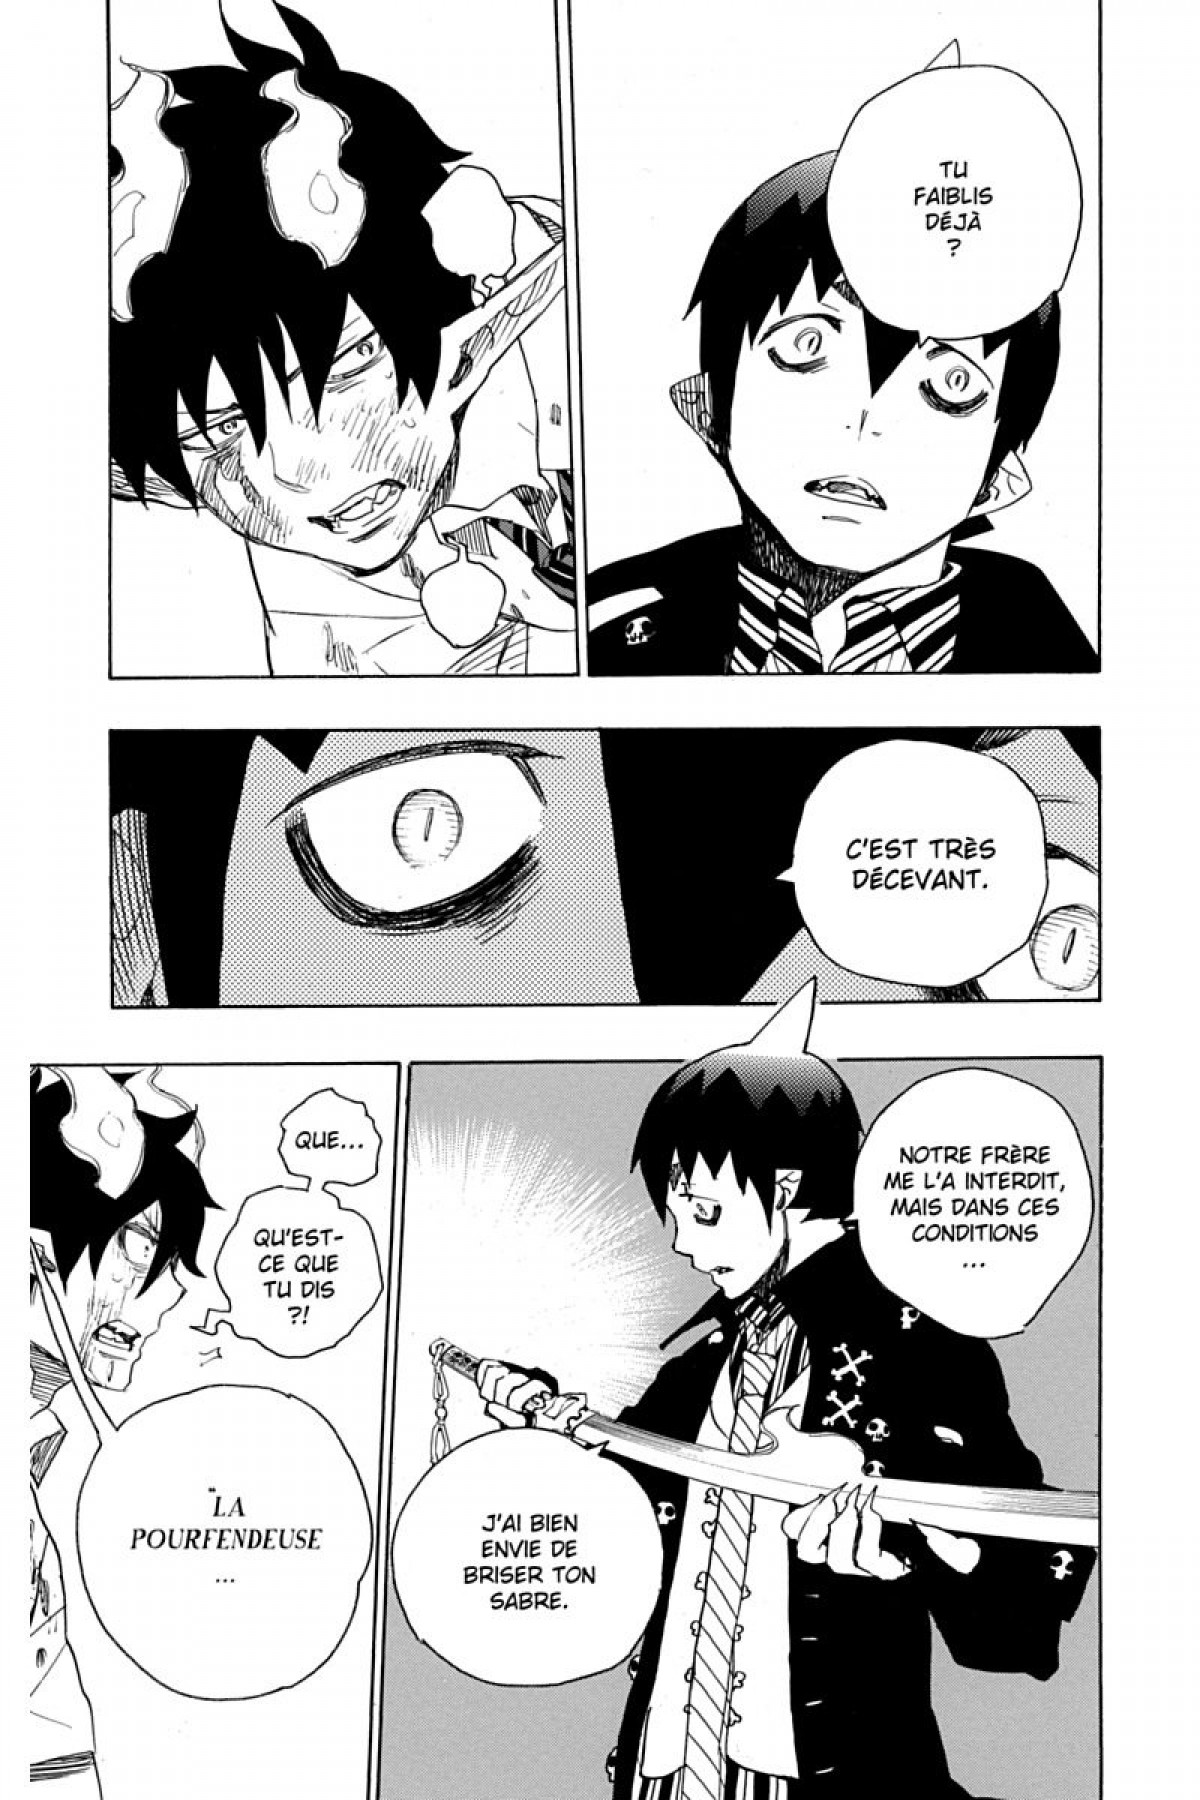 TU
FAIBLIS
DÉJÀ
?
C'EST TRÈS
DÉCEVANT.
NOTRE FRÈRE
ME L'A INTERDIT,
MAIS DANS CES
CONDITIONS
...
J'AI BIEN
ENVIE DE
BRISER TON
SABRE.
QUE...
QU'EST-
CE QUE
TU DIS
?!
"LA
POURFENDEUSE
...